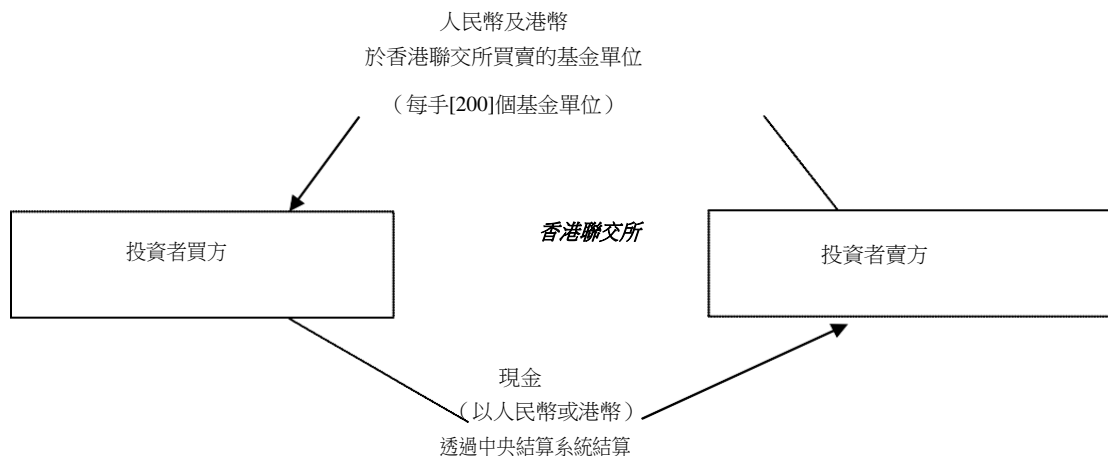 人民幣及港幣
於香港聯交所買賣的基金單位
（每手[200]個基金單位）
投資者買方
香港聯交所
投資者賣方
現金
（以人民幣或港幣）
透過中央結算系統結算